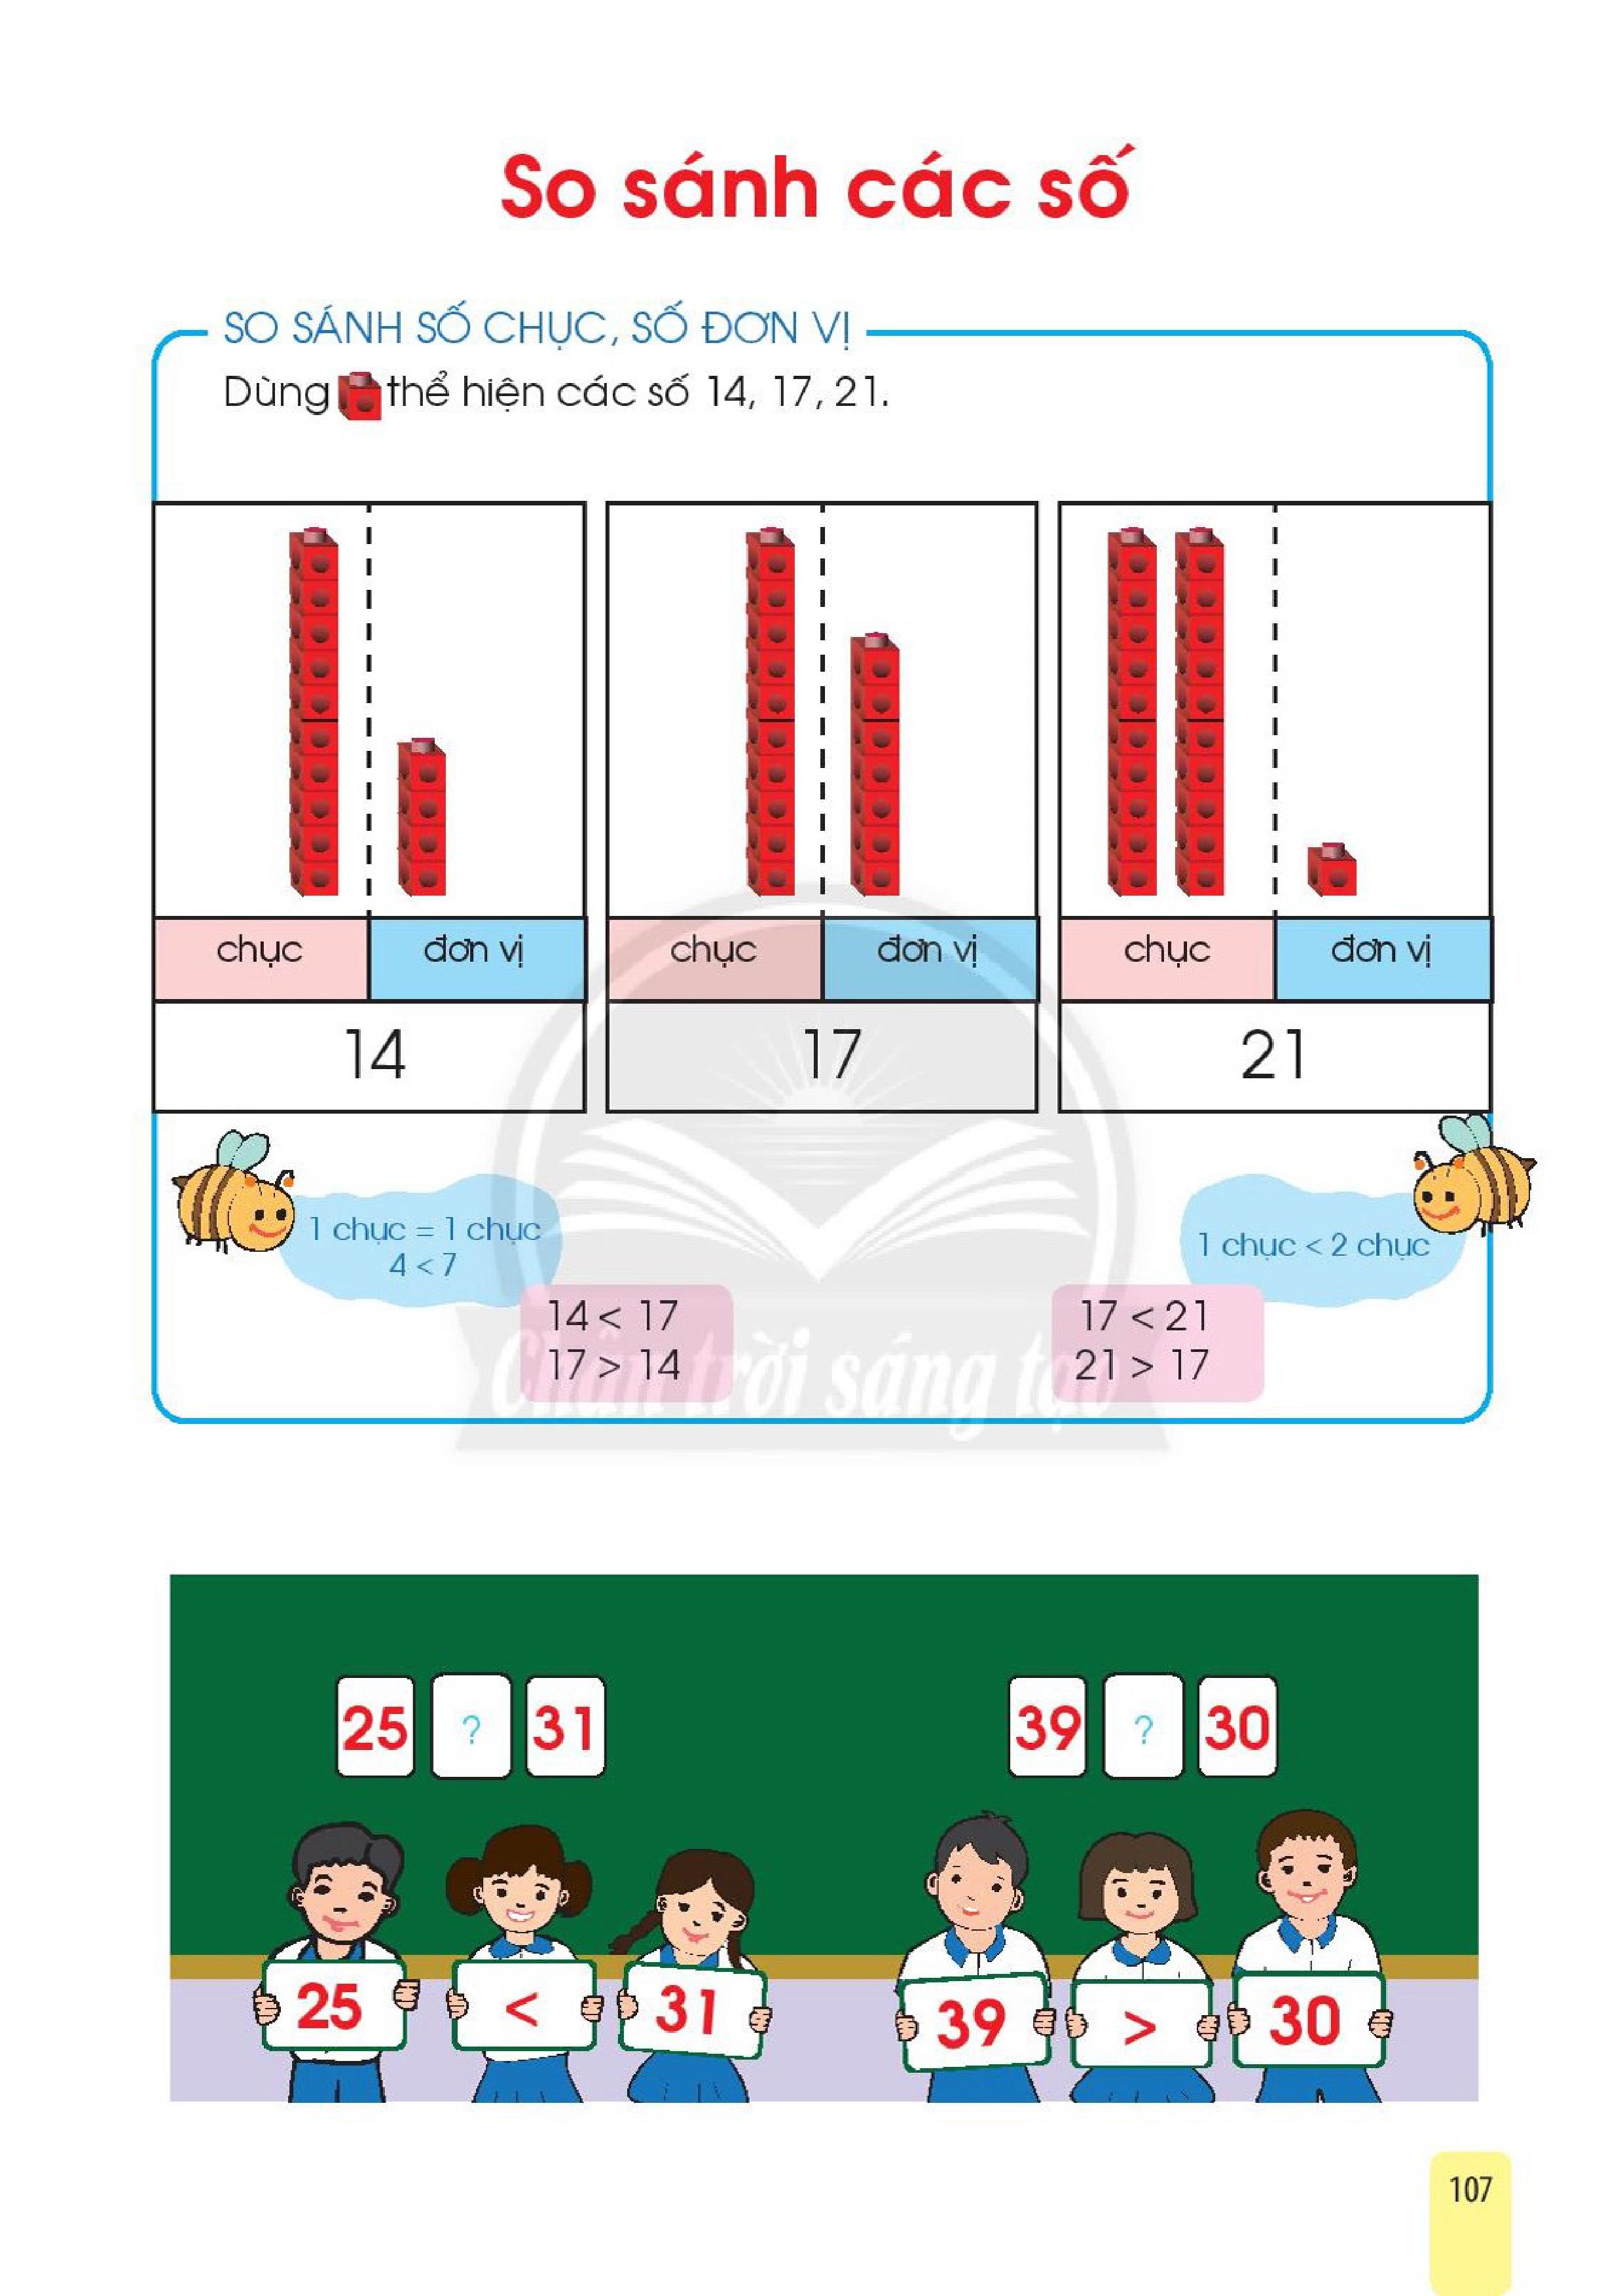 So sánh các số
SO SÁNH SỐ CHỤC, SỐ ĐƠN VỊ
Dùng thể hiện các số 14, 17, 21.
chục đơn vị chục đơn vị chục đơn vị
14 17 21
1 chục = 1 chục
4 < 7
1 chục < 2 chục
14 < 17
17 > 14
17 < 21
21 > 17
Chân trời sáng tạo
25 ? 31 39 ? 30
25 < 31 39 > 30
107